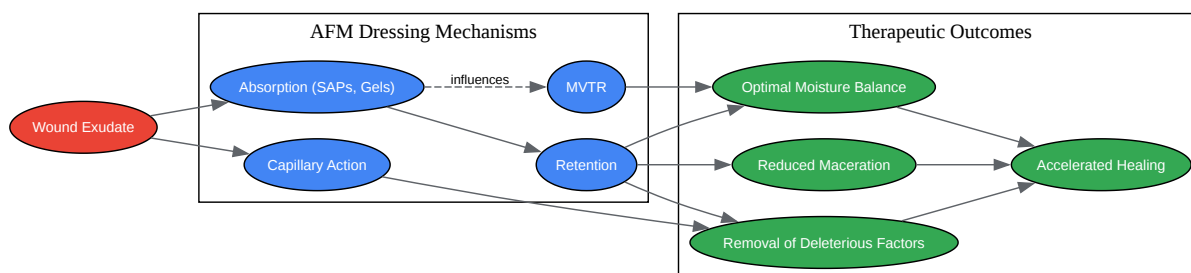 AFM Dressing Mechanisms
Therapeutic Outcomes
Absorption (SAPs, Gels)
influences
MVTR
Optimal Moisture Balance
Wound Exudate
Capillary Action
Retention
Reduced Maceration
Accelerated Healing
Removal of Deleterious Factors